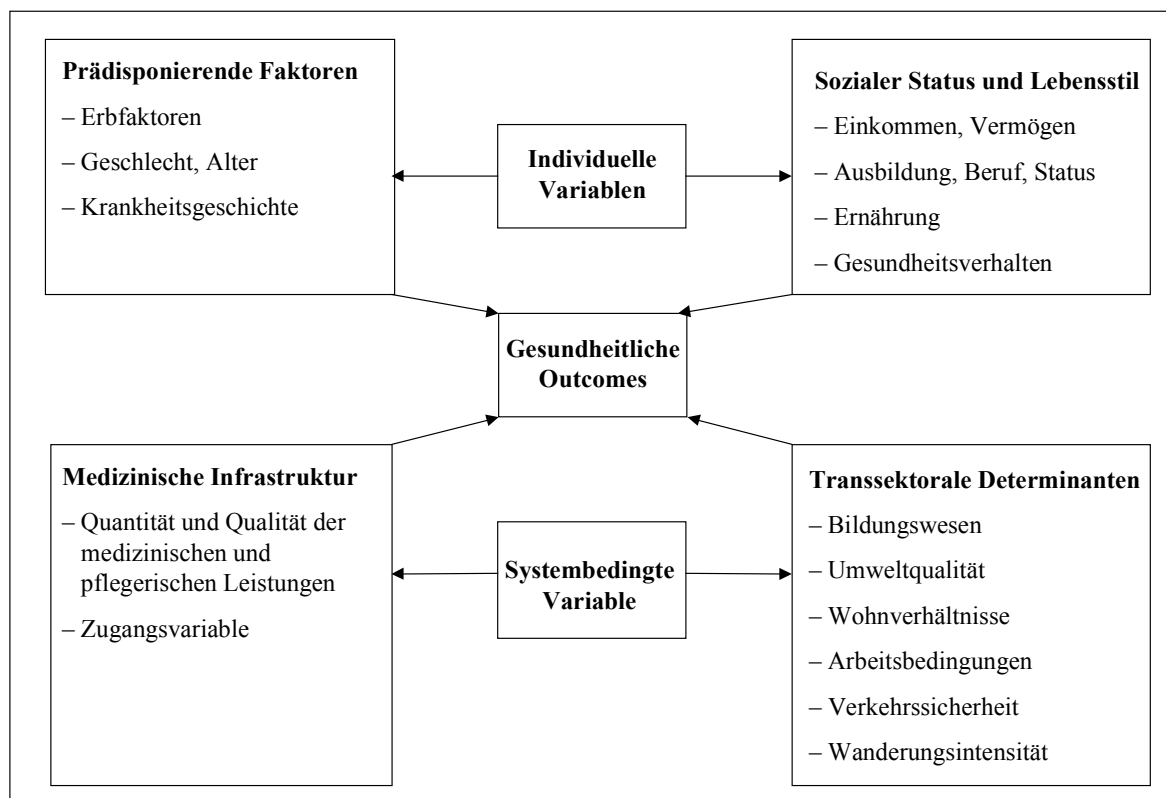 Prädisponierende Faktoren
– Erbfaktoren
– Geschlecht, Alter
– Krankheitsgeschichte
Individuelle
Variablen
Sozialer Status und Lebensstil
– Einkommen, Vermögen
– Ausbildung, Beruf, Status
– Ernährung
– Gesundheitsverhalten
Gesundheitliche
Outcomes
Medizinische Infrastruktur
– Quantität und Qualität der
medizinischen und
pflegerischen Leistungen
– Zugangsvariable
Systembedingte
Variable
Transsektorale Determinanten
– Bildungswesen
– Umweltqualität
– Wohnverhältnisse
– Arbeitsbedingungen
– Verkehrssicherheit
– Wanderungsintensität